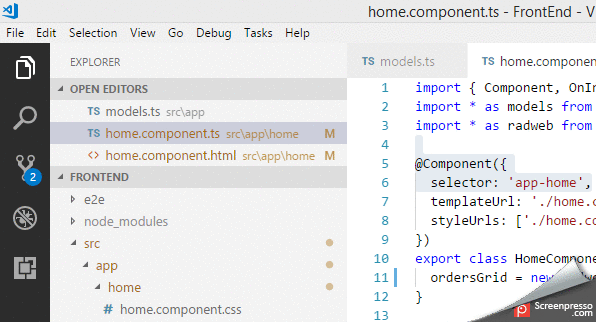 home.component.ts - FrontEnd - V
File Edit Selection View Go Debug Tasks Help
EXPLORER
OPEN EDITORS
TS models.ts src\app
TS home.component.ts src\app\home M
<> home.component.html src\app\home M
FRONTEND
e2e
node_modules
src
app
home
# home.component.css
2
TS models.ts
TS home.componen
1 import { Component, OnIn
2 import * as models from
3 import * as radweb from
4
5 @Component({
6 selector: 'app-home',
7 templateUrl: './home.c
8 styleUrls: ['./home.co
9 })
10 export class HomeCompone
11 ordersGrid = new
12 }
Screenpresso
.com